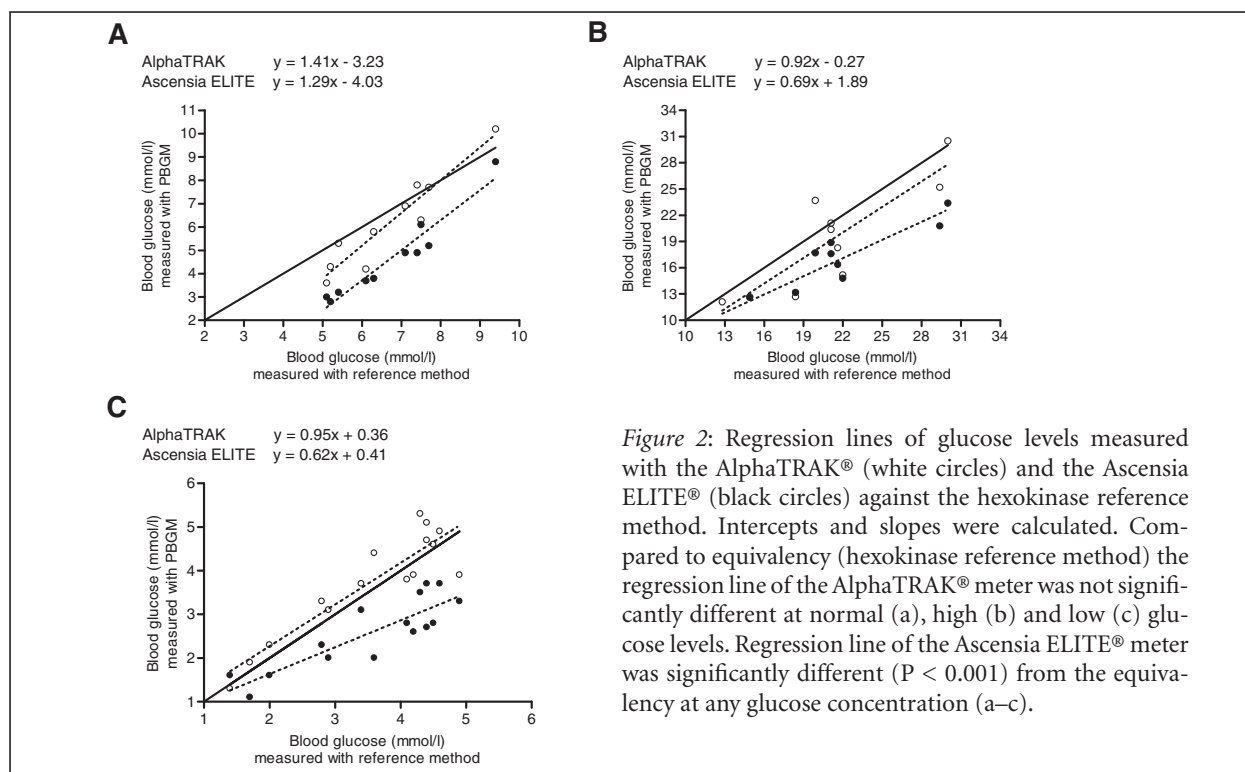 A
AlphaTRAK y = 1.41x - 3.23
Ascensia ELITE y = 1.29x - 4.03
Blood glucose (mmol/l)
measured with PBGM
11
10
9
8
7
6
5
4
3
2
2 3 4 5 6 7 8 9 10
Blood glucose (mmol/l)
measured with reference method
B
AlphaTRAK y = 0.92x - 0.27
Ascensia ELITE y = 0.69x + 1.89
Blood glucose (mmol/l)
measured with PBGM
34
31
28
25
22
19
16
13
10
10 14 18 22 26 30 34
Blood glucose (mmol/l)
measured with reference method
C
AlphaTRAK y = 0.95x + 0.36
Ascensia ELITE y = 0.62x + 0.41
Blood glucose (mmol/l)
measured with PBGM
6
5
4
3
2
1
1 2 3 4 5 6
Blood glucose (mmol/l)
measured with reference method
Figure 2: Regression lines of glucose levels measured
with the AlphaTRAK® (white circles) and the Ascensia
ELITE® (black circles) against the hexokinase reference
method. Intercepts and slopes were calculated. Com-
pared to equivalency (hexokinase reference method) the
regression line of the AlphaTRAK® meter was not signifi-
cantly different at normal (a), high (b) and low (c) glu-
cose levels. Regression line of the Ascensia ELITE® meter
was significantly different (P < 0.001) from the equiva-
lency at any glucose concentration (a–c).